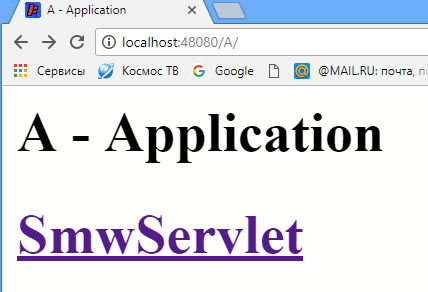 A - Application
localhost:48080/A/
Сервисы Космос ТВ Google @MAIL.RU: почта,
A - Application
SmwServlet